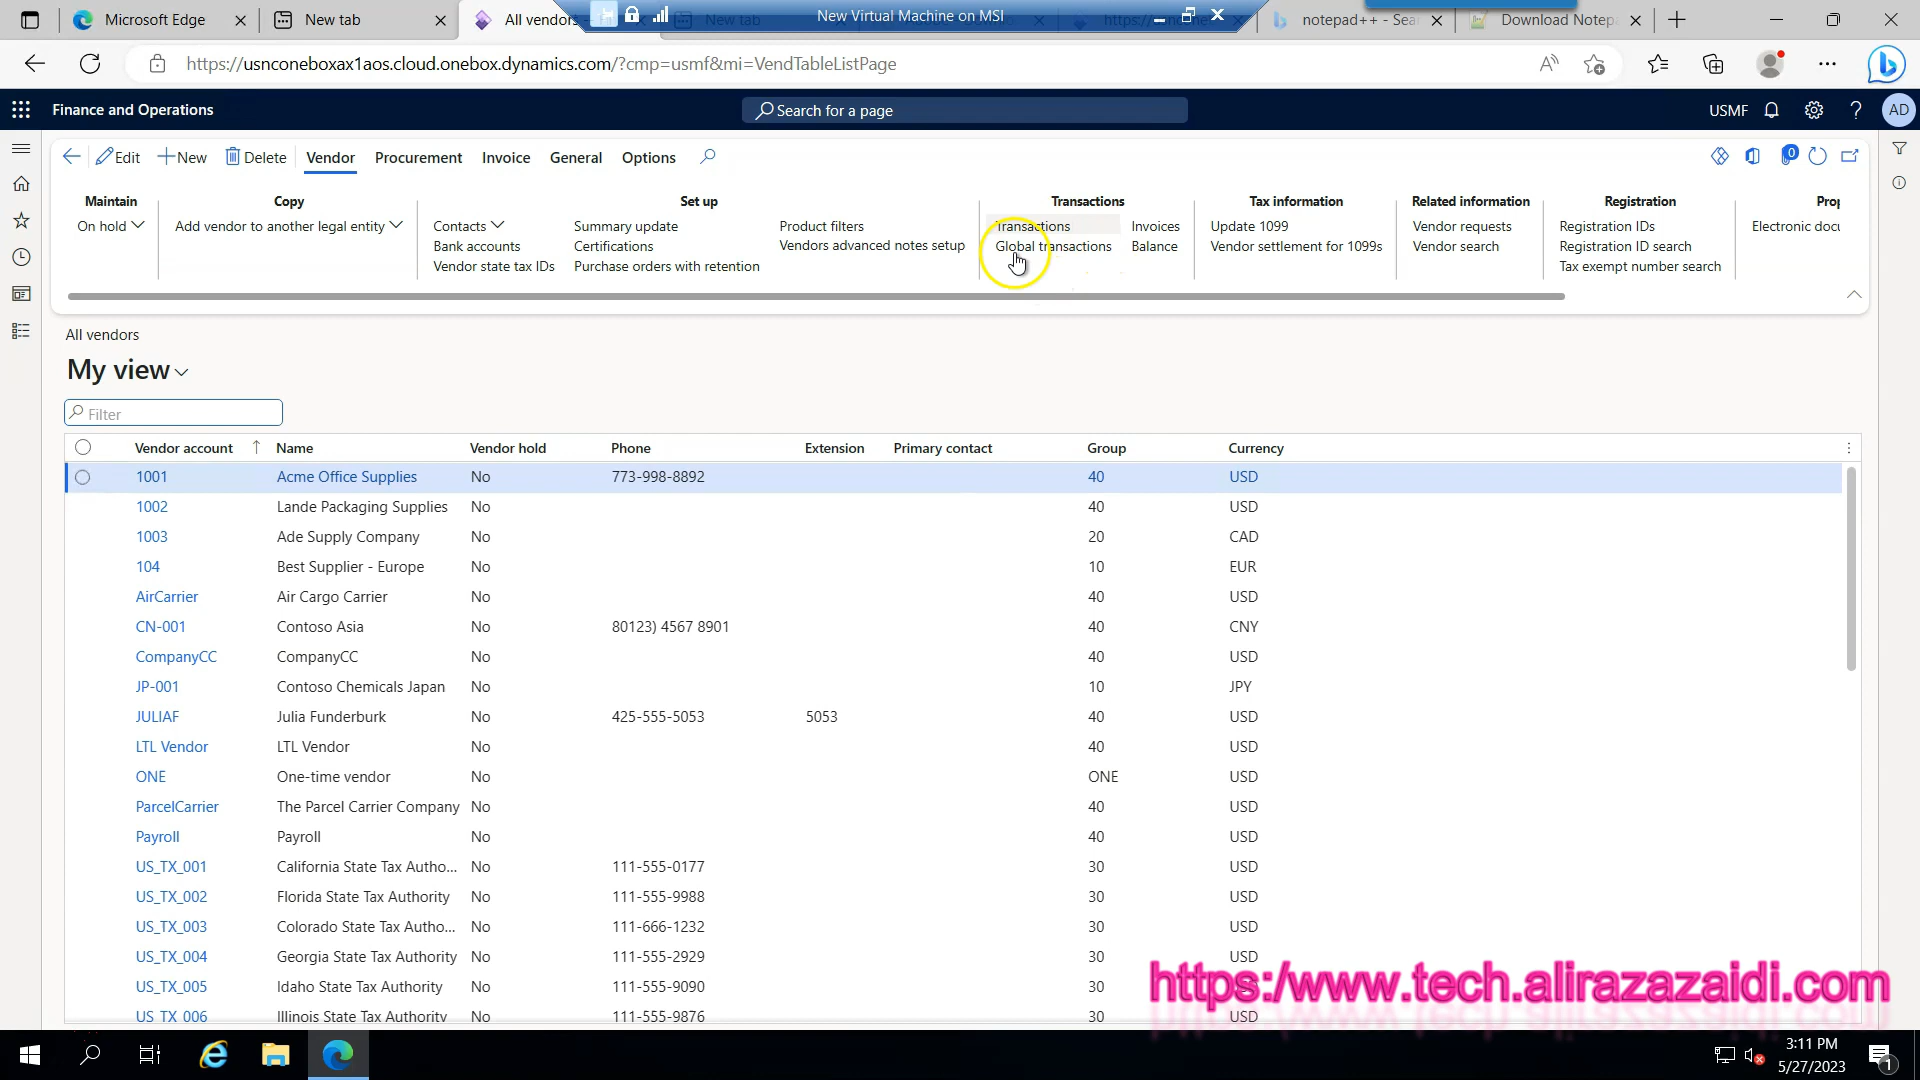 Microsoft Edge
New tab
All vendors
New tab
New Virtual Machine on MSI
notepad++ - Sea
Download Notep
https://usnconeboxax1aos.cloud.onebox.dynamics.com/?cmp=usmf&mi=VendTableListPage
Finance and Operations
Search for a page
USMF
?
AD
Edit
New
Delete
Vendor
Procurement
Invoice
General
Options
0
Maintain
Copy
Set up
Transactions
Tax information
Related information
Registration
Prop
On hold
Add vendor to another legal entity
Contacts
Summary update
Product filters
Transactions
Invoices
Update 1099
Vendor requests
Registration IDs
Electronic docu
Bank accounts
Certifications
Vendors advanced notes setup
Global transactions
Balance
Vendor settlement for 1099s
Vendor search
Registration ID search
Vendor state tax IDs
Purchase orders with retention
Tax exempt number search
All vendors
My view
Filter
Vendor account Name Vendor hold Phone Extension Primary contact Group Currency
1001 Acme Office Supplies No 773-998-8892 40 USD
1002 Lande Packaging Supplies No 40 USD
1003 Ade Supply Company No 20 CAD
104 Best Supplier - Europe No 10 EUR
AirCarrier Air Cargo Carrier No 40 USD
CN-001 Contoso Asia No 80123) 4567 8901 40 CNY
CompanyCC CompanyCC No 40 USD
JP-001 Contoso Chemicals Japan No 10 JPY
JULIAF Julia Funderburk No 425-555-5053 5053 40 USD
LTL Vendor LTL Vendor No 40 USD
ONE One-time vendor No ONE USD
ParcelCarrier The Parcel Carrier Company No 40 USD
Payroll Payroll No 40 USD
US_TX_001 California State Tax Autho... No 111-555-0177 30 USD
US_TX_002 Florida State Tax Authority No 111-555-9988 30 USD
US_TX_003 Colorado State Tax Autho... No 111-666-1232 30 USD
US_TX_004 Georgia State Tax Authority No 111-555-2929 30 USD
US_TX_005 Idaho State Tax Authority No 111-555-9090 30
US_TX_006 Illinois State Tax Authority No 111-555-9876 30 USD
https:/www.tech.alirazazaidi.com
3:11 PM
5/27/2023
1